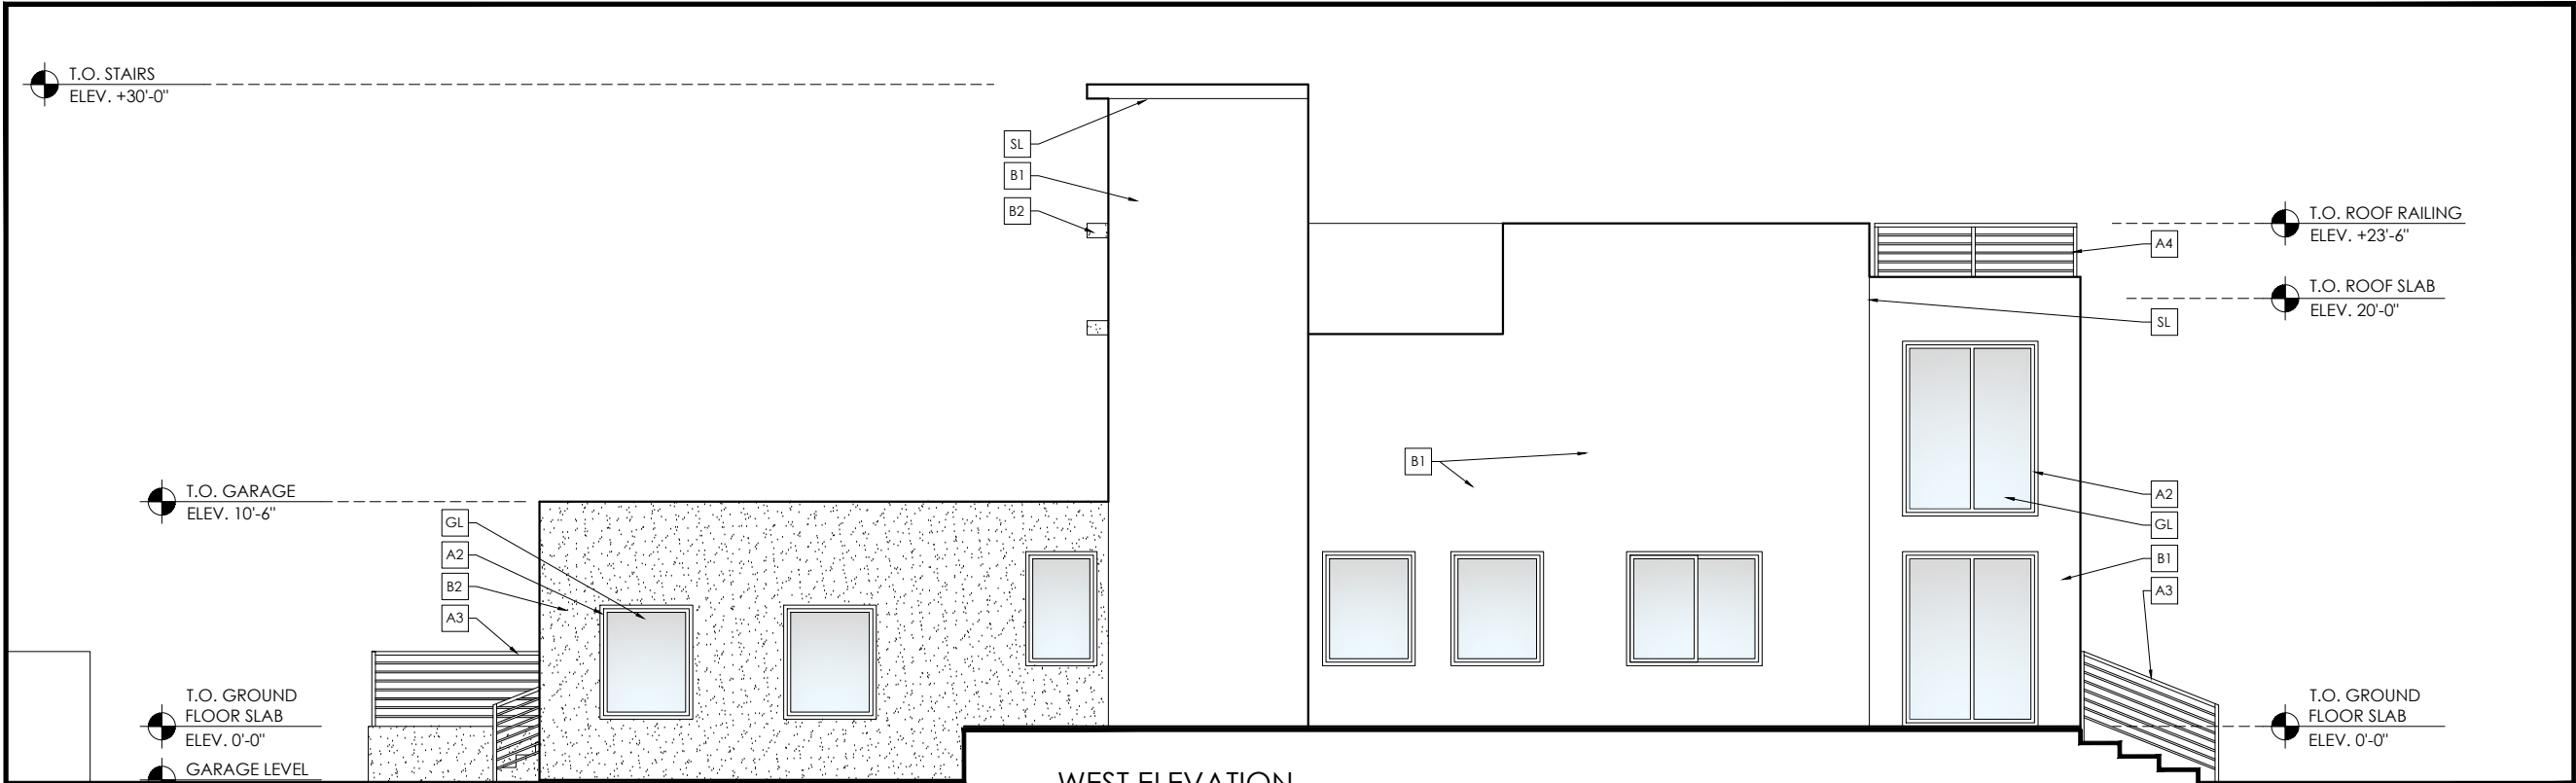 T.O. STAIRS
ELEV. +30'-0"
SL
B1
B2
T.O. ROOF RAILING
ELEV. +23'-6"
A4
T.O. ROOF SLAB
ELEV. 20'-0"
SL
B1
T.O. GARAGE
ELEV. 10'-6"
GL
A2
B2
A3
A2
GL
B1
A3
T.O. GROUND
FLOOR SLAB
ELEV. 0'-0"
GARAGE LEVEL
T.O. GROUND
FLOOR SLAB
ELEV. 0'-0"
WEST ELEVATION